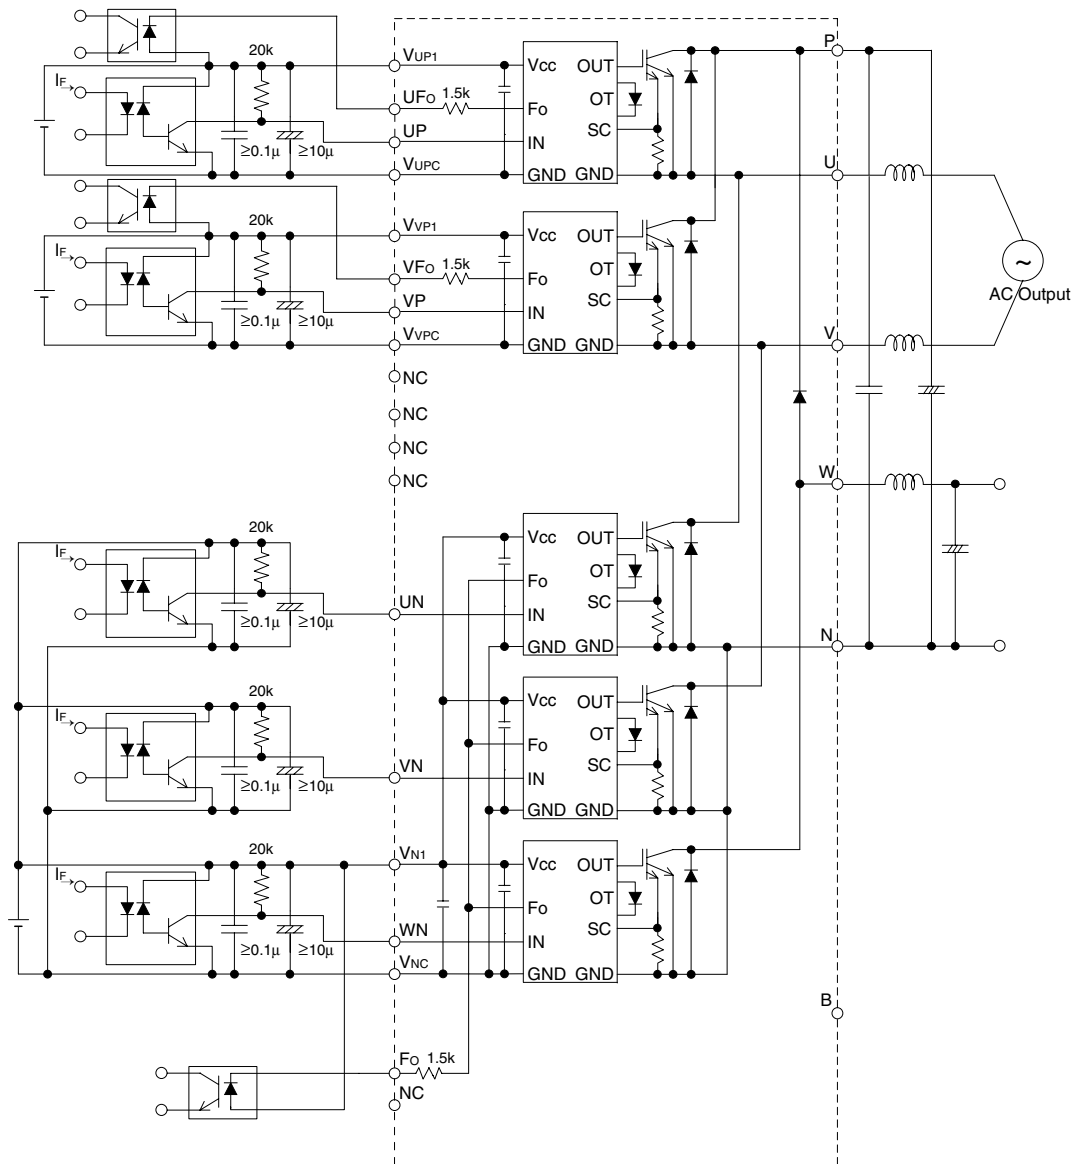 20k
IF
≥0.1µ
≥10µ
VUP1
UFO 1.5k
UP
VUPC
Vcc OUT
Fo OT
IN SC
GND GND
P
U
20k
IF
≥0.1µ
≥10µ
VVP1
VFO 1.5k
VP
VVPC
Vcc OUT
Fo OT
IN SC
GND GND
V
~
AC Output
NC
NC
NC
NC
W
20k
IF
≥0.1µ
≥10µ
UN
Vcc OUT
Fo OT
IN SC
GND GND
N
20k
IF
≥0.1µ
≥10µ
VN
Vcc OUT
Fo OT
IN SC
GND GND
20k
IF
≥0.1µ
≥10µ
VN1
WN
VNC
Vcc OUT
Fo OT
IN SC
GND GND
B
FO 1.5k
NC